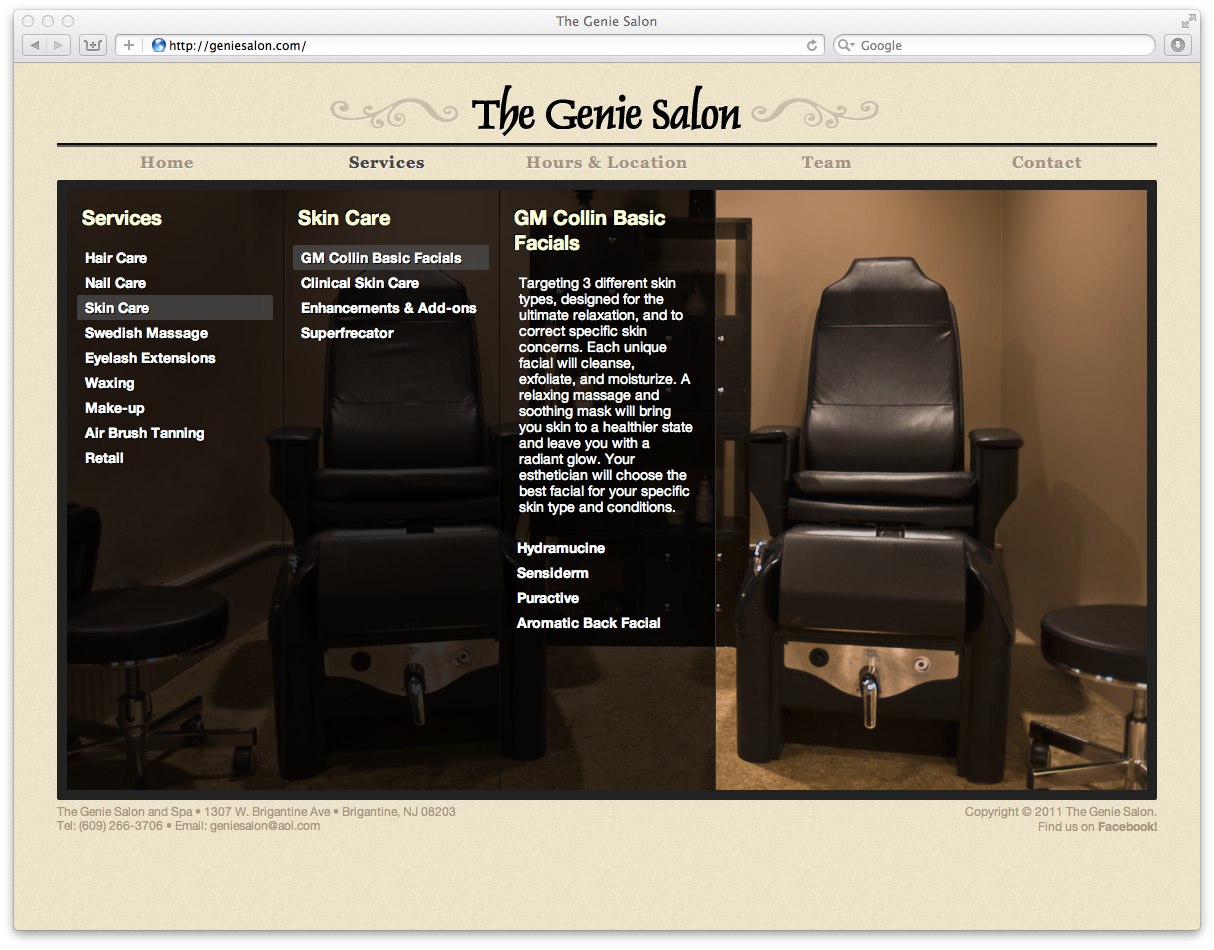 The Genie Salon
http://geniesalon.com/
Google
The Genie Salon
Home Services Hours & Location Team Contact
Services
Hair Care
Nail Care
Skin Care
Swedish Massage
Eyelash Extensions
Waxing
Make-up
Air Brush Tanning
Retail
Skin Care
GM Collin Basic Facials
Clinical Skin Care
Enhancements & Add-ons
Superfrecator
GM Collin Basic
Facials
Targeting 3 different skin
types, designed for the
ultimate relaxation, and to
correct specific skin
concerns. Each unique
facial will cleanse,
exfoliate, and moisturize. A
relaxing massage and
soothing mask will bring
you skin to a healthier state
and leave you with a
radiant glow. Your
esthetician will choose the
best facial for your specific
skin type and conditions.
Hydramucine
Sensiderm
Puractive
Aromatic Back Facial
The Genie Salon and Spa • 1307 W. Brigantine Ave • Brigantine, NJ 08203
Tel: (609) 266-3706 • Email: geniesalon@aol.com
Copyright © 2011 The Genie Salon.
Find us on Facebook!